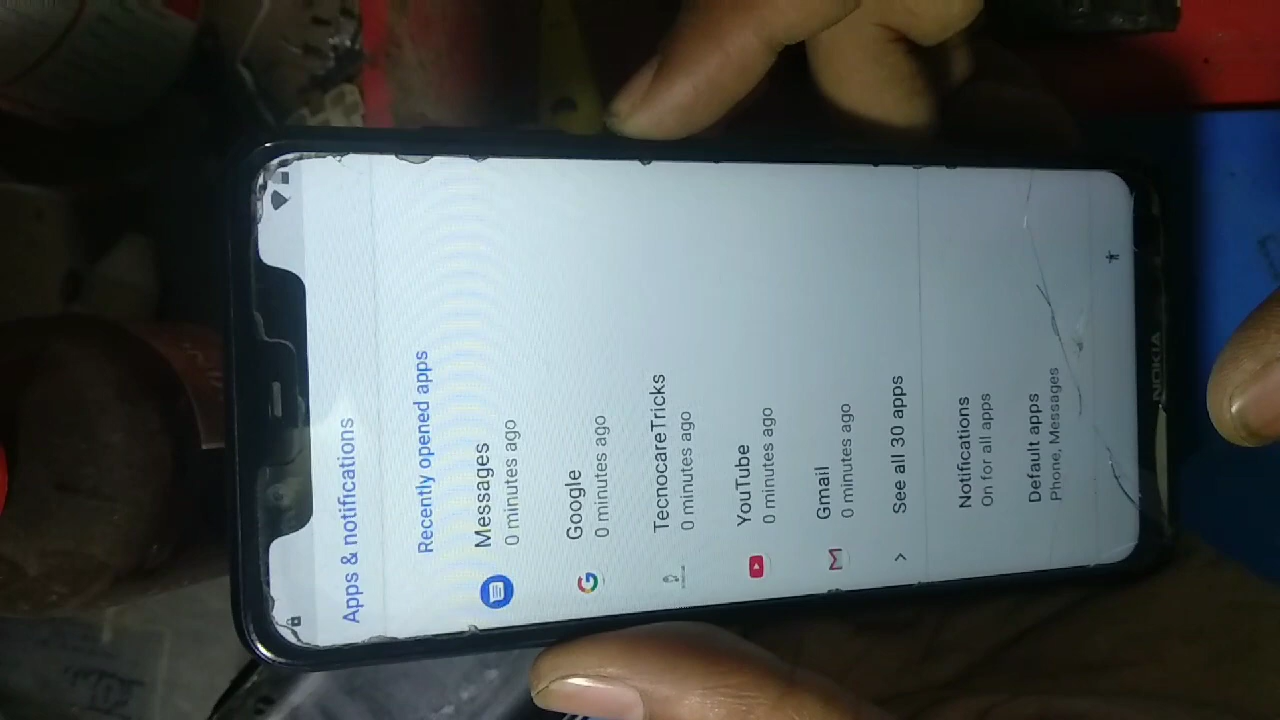 Apps & notifications
Recently opened apps
Messages
0 minutes ago
Google
0 minutes ago
TecnocareTricks
0 minutes ago
YouTube
0 minutes ago
Gmail
0 minutes ago
See all 30 apps
Notifications
On for all apps
Default apps
Phone, Messages
NOKIA